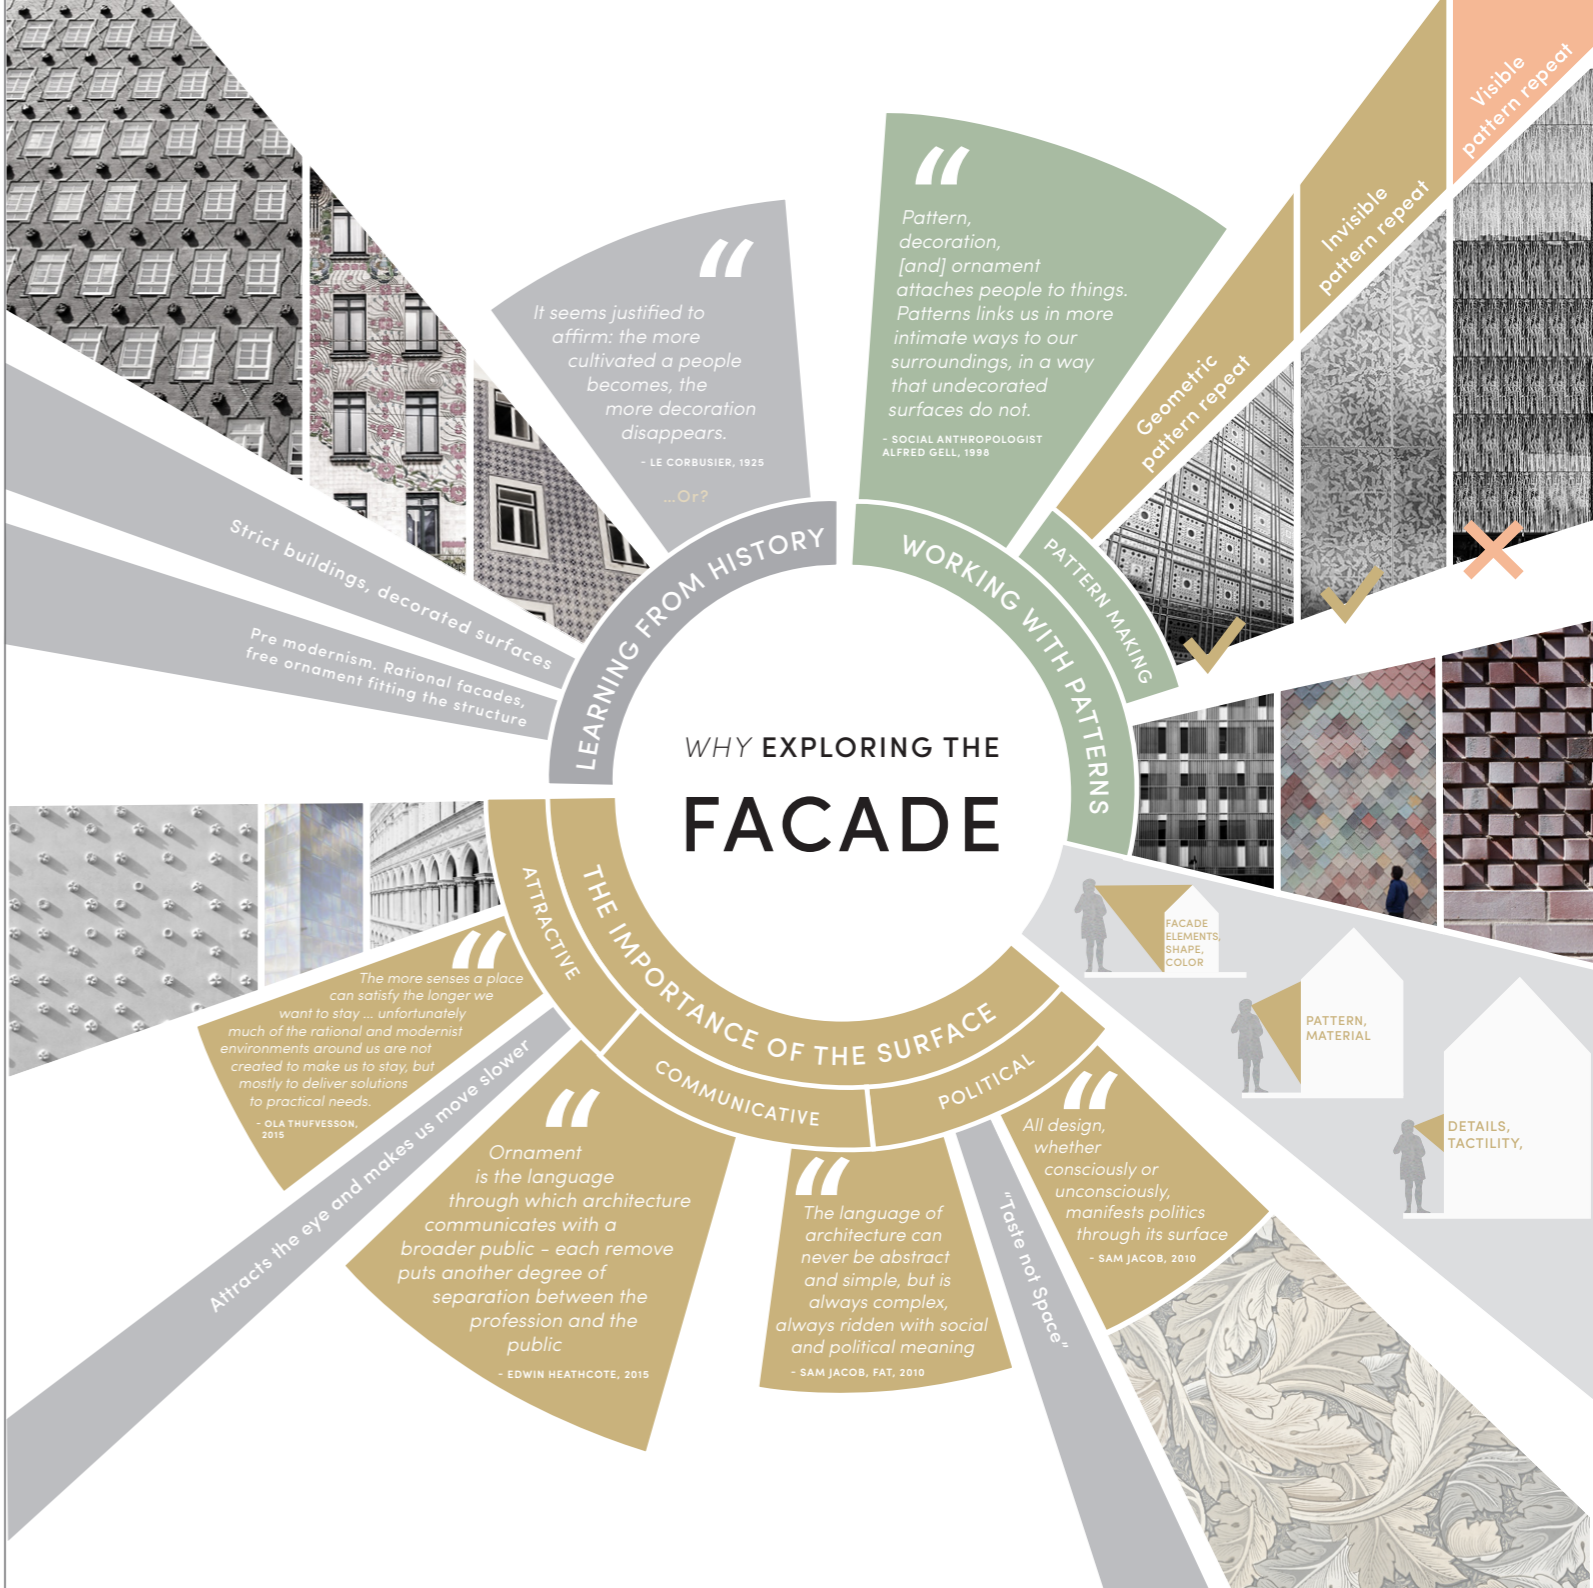 WHY EXPLORING THE
FACADE
LEARNING FROM HISTORY
“
It seems justified to
affirm: the more
cultivated a people
becomes, the
more decoration
disappears.
- LE CORBUSIER, 1925
...Or?
Strict buildings, decorated surfaces
Pre modernism. Rational facades,
free ornament fitting the structure
WORKING WITH PATTERNS
“
Pattern,
decoration,
[and] ornament
attaches people to things.
Patterns links us in more
intimate ways to our
surroundings, in a way
that undecorated
surfaces do not.
- SOCIAL ANTHROPOLOGIST
ALFRED GELL, 1998
PATTERN MAKING
Geometric
pattern repeat
Invisible
pattern repeat
Visible
pattern repeat
FACADE
ELEMENTS,
SHAPE,
COLOR
PATTERN,
MATERIAL
DETAILS,
TACTILITY,
THE IMPORTANCE OF THE SURFACE
ATTRACTIVE
“
The more senses a place
can satisfy the longer we
want to stay ... unfortunately
much of the rational and modernist
environments around us are not
created to make us to stay, but
mostly to deliver solutions
to practical needs.
- OLA THUFVESSON,
2015
Attracts the eye and makes us move slower
COMMUNICATIVE
“
Ornament
is the language
through which architecture
communicates with a
broader public - each remove
puts another degree of
separation between the
profession and the
public
- EDWIN HEATHCOTE, 2015
POLITICAL
“
The language of
architecture can
never be abstract
and simple, but is
always complex,
always ridden with social
and political meaning
- SAM JACOB, FAT, 2010
“Taste not Space”
“
All design,
whether
consciously or
unconsciously,
manifests politics
through its surface
- SAM JACOB, 2010